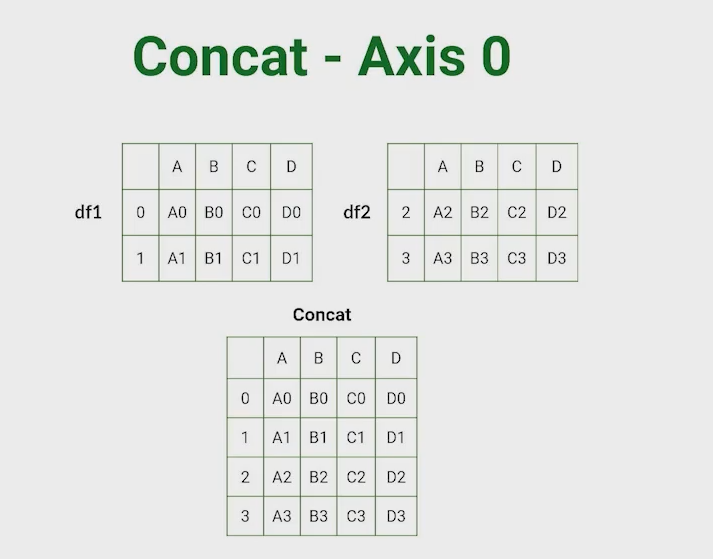 Concat - Axis 0
df1
A B C D
0 A0 B0 C0 D0
1 A1 B1 C1 D1
df2
A B C D
2 A2 B2 C2 D2
3 A3 B3 C3 D3
Concat
A B C D
0 A0 B0 C0 D0
1 A1 B1 C1 D1
2 A2 B2 C2 D2
3 A3 B3 C3 D3